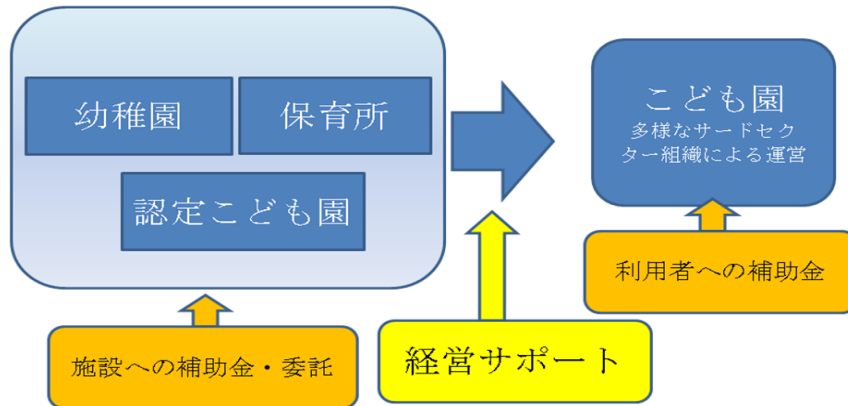 幼稚園
保育所
認定こども園
こども園
多様なサードセク
ター組織による運営
利用者への補助金
施設への補助金・委託
経営サポート